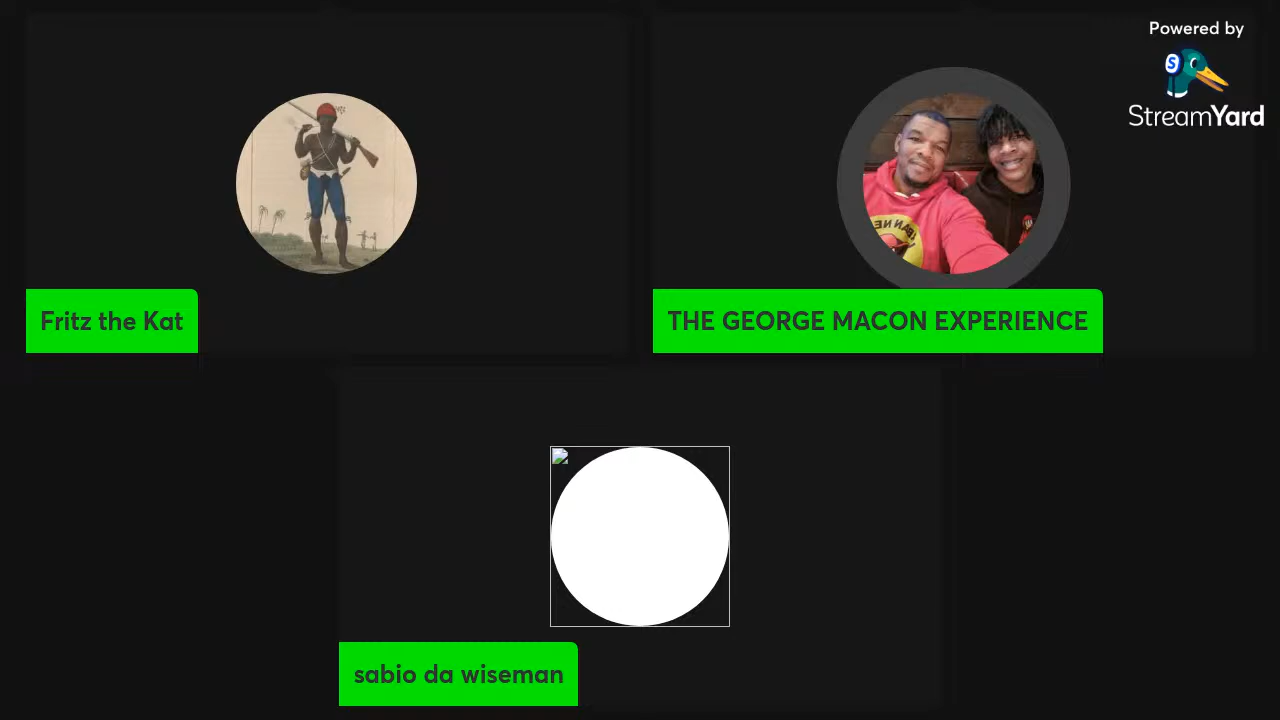 Powered by
StreamYard
Fritz the Kat
THE GEORGE MACON EXPERIENCE
sabio da wiseman